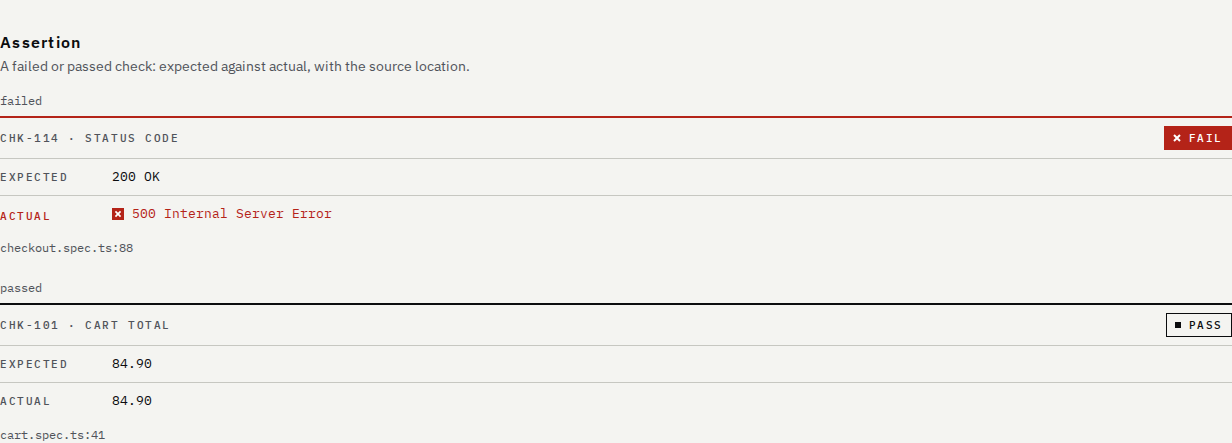 Assertion
A failed or passed check: expected against actual, with the source location.
failed
CHK-114 · STATUS CODE
FAIL
EXPECTED 200 OK
ACTUAL 500 Internal Server Error
checkout.spec.ts:88
passed
CHK-101 · CART TOTAL
PASS
EXPECTED 84.90
ACTUAL 84.90
cart.spec.ts:41